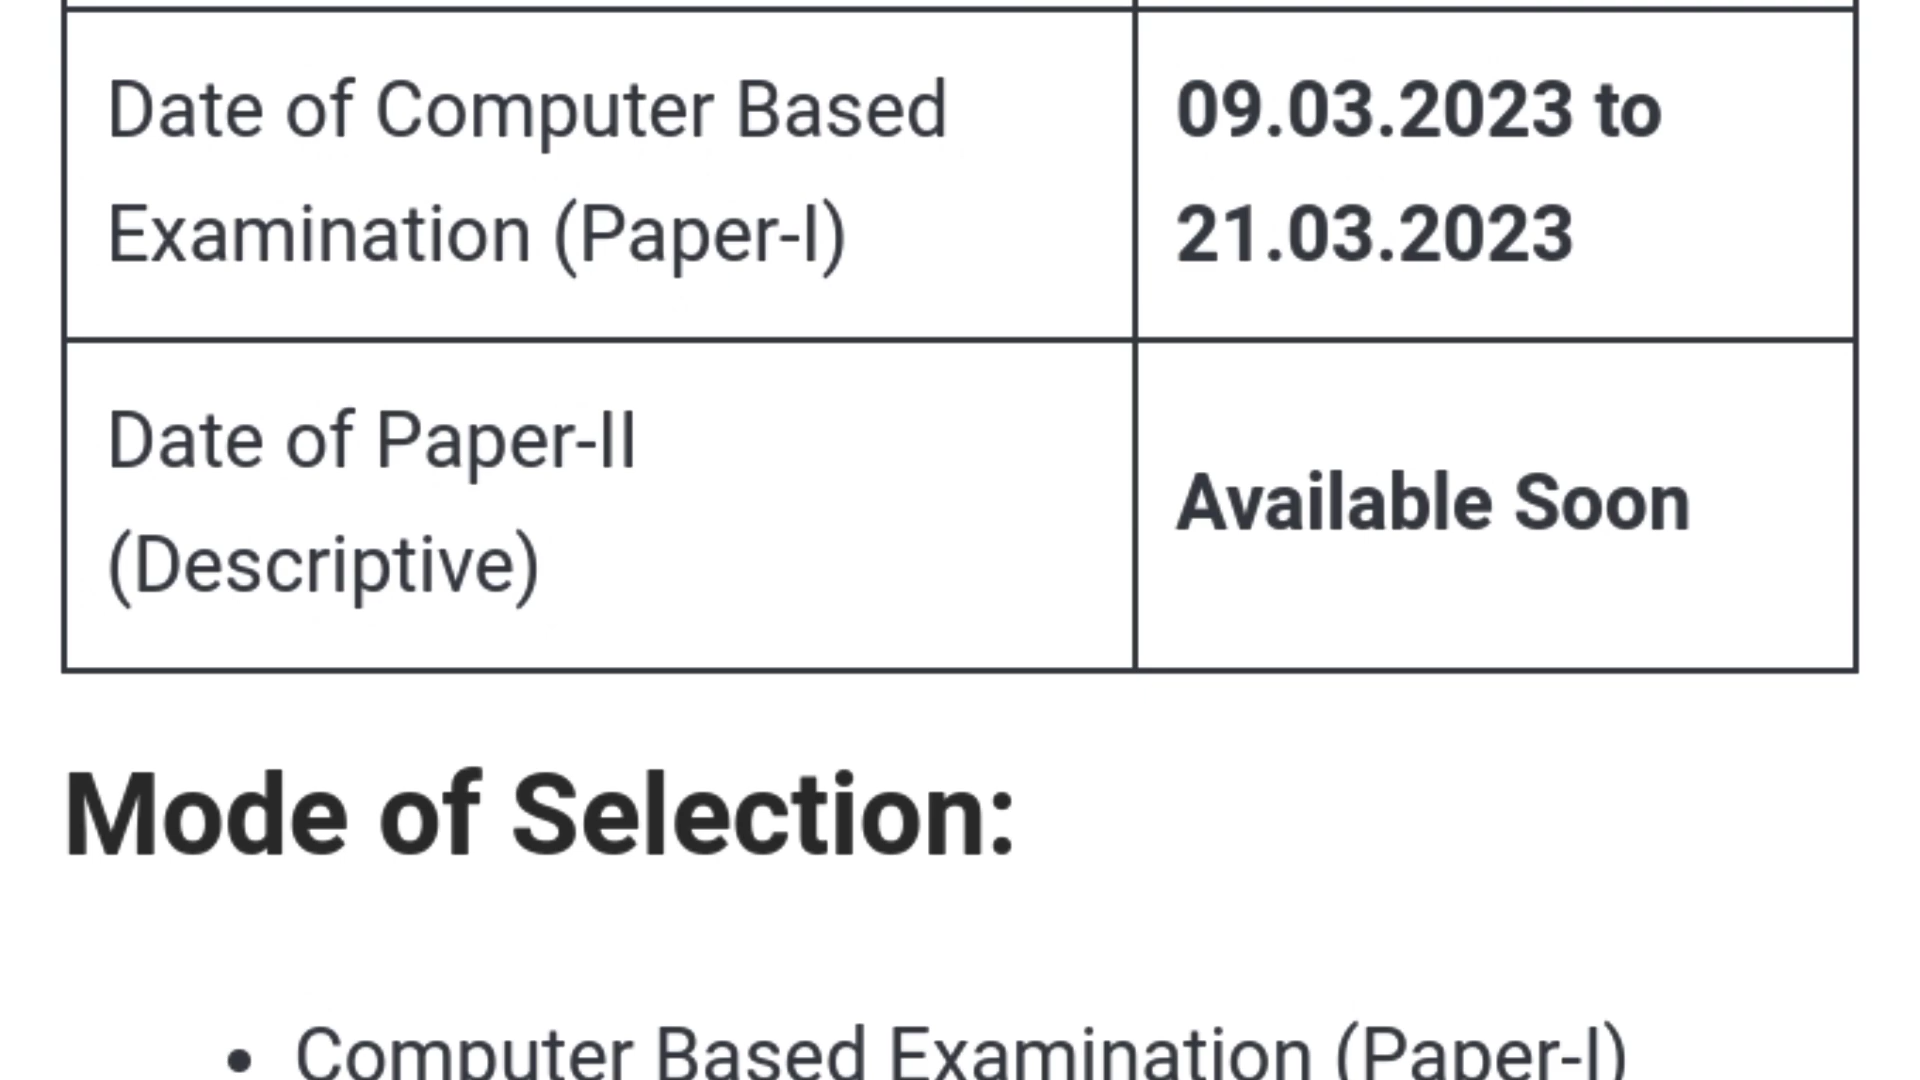 Date of Computer Based
Examination (Paper-I)
09.03.2023 to
21.03.2023
Date of Paper-II
(Descriptive)
Available Soon
Mode of Selection:
• Computer Based Examination (Paper-I)